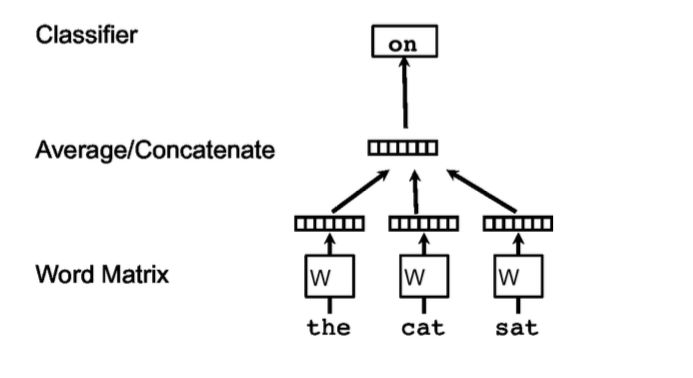 Classifier
on
Average/Concatenate
Word Matrix
W W W
the cat sat